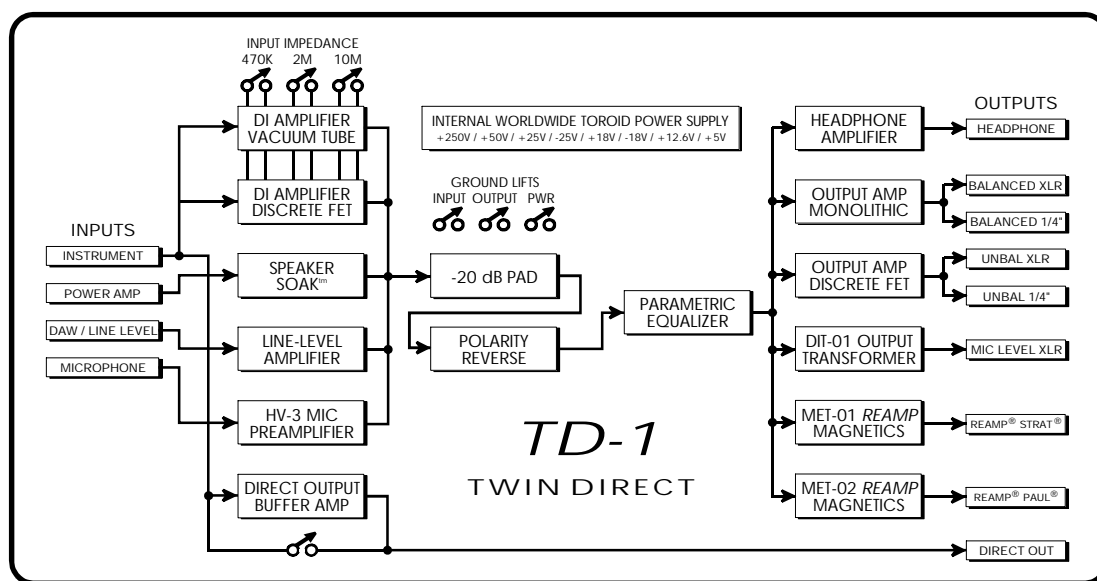 INPUT IMPEDANCE
470K 2M 10M
DI AMPLIFIER
VACUUM TUBE
DI AMPLIFIER
DISCRETE FET
INPUTS
INSTRUMENT
POWER AMP
DAW / LINE LEVEL
MICROPHONE
SPEAKER
SOAK™
LINE-LEVEL
AMPLIFIER
HV-3 MIC
PREAMPLIFIER
DIRECT OUTPUT
BUFFER AMP
INTERNAL WORLDWIDE TOROID POWER SUPPLY
+250V / +50V / +25V / -25V / +18V / -18V / +12.6V / +5V
GROUND LIFTS
INPUT OUTPUT PWR
-20 dB PAD
POLARITY
REVERSE
PARAMETRIC
EQUALIZER
TD-1
TWIN DIRECT
HEADPHONE
AMPLIFIER
OUTPUT AMP
MONOLITHIC
OUTPUT AMP
DISCRETE FET
DIT-01 OUTPUT
TRANSFORMER
MET-01 REAMP
MAGNETICS
MET-02 REAMP
MAGNETICS
OUTPUTS
HEADPHONE
BALANCED XLR
BALANCED 1/4"
UNBAL XLR
UNBAL 1/4"
MIC LEVEL XLR
REAMP® STRAT®
REAMP® PAUL®
DIRECT OUT